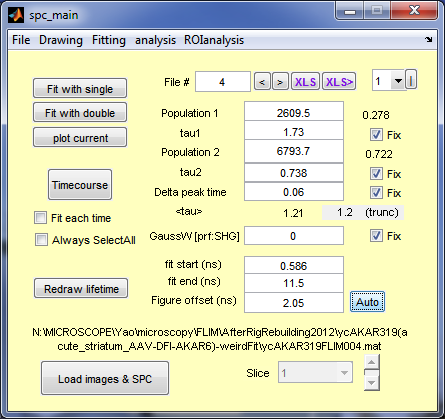 spc_main
File Drawing Fitting analysis ROIanalysis
Fit with single File # 4 < > XLS XLS> 1 I
Fit with double Population 1 2609.5 0.278
plot current tau1 1.73 Fix
Population 2 6793.7 0.722
Timecourse tau2 0.738 Fix
Delta peak time 0.06 Fix
Fit each time <tau> 1.21 1.2 (trunc)
Always SelectAll GaussW [prf:SHG] 0 Fix
fit start (ns) 0.586
Redraw lifetime fit end (ns) 11.5
Figure offset (ns) 2.05 Auto
N:\MICROSCOPE\Yao\microscopy\FLIM\AfterRigRebuilding2012\ycAKAR319(a
cute_striatum_AAV-DFI-AKAR6)-weirdFit\ycAKAR319FLIM004.mat
Load images & SPC Slice 1